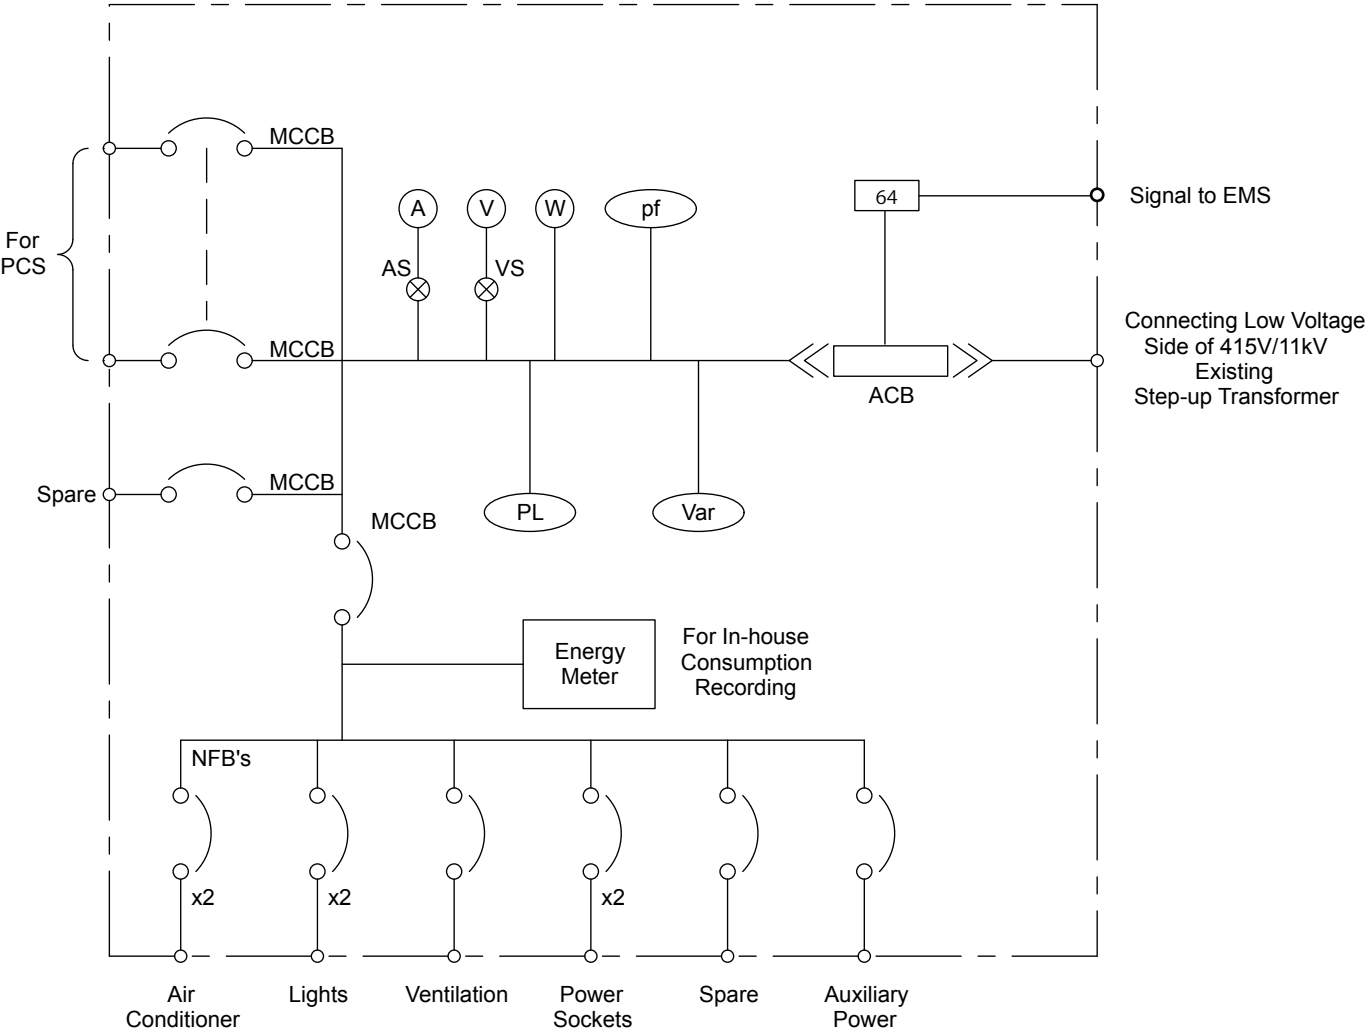 MCCB
A
V
W
pf
64
Signal to EMS
For
PCS
AS
VS
MCCB
Connecting Low Voltage
Side of 415V/11kV
Existing
Step-up Transformer
ACB
Spare
MCCB
MCCB
PL
Var
Energy
Meter
For In-house
Consumption
Recording
NFB's
x2
x2
x2
Air
Conditioner
Lights
Ventilation
Power
Sockets
Spare
Auxiliary
Power